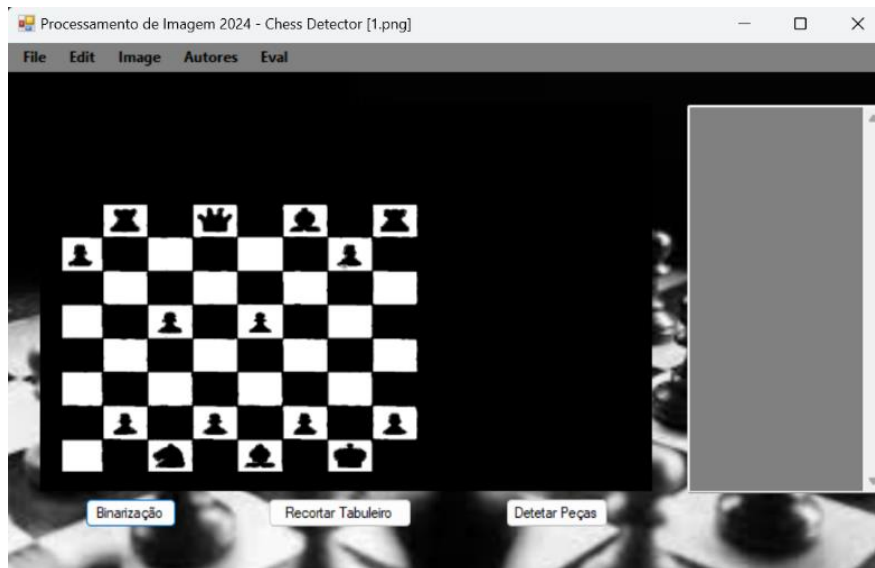 Processamento de Imagem 2024 - Chess Detector [1.png]
File Edit Image Autores Eval
Binarização Recortar Tabuleiro Detetar Peças